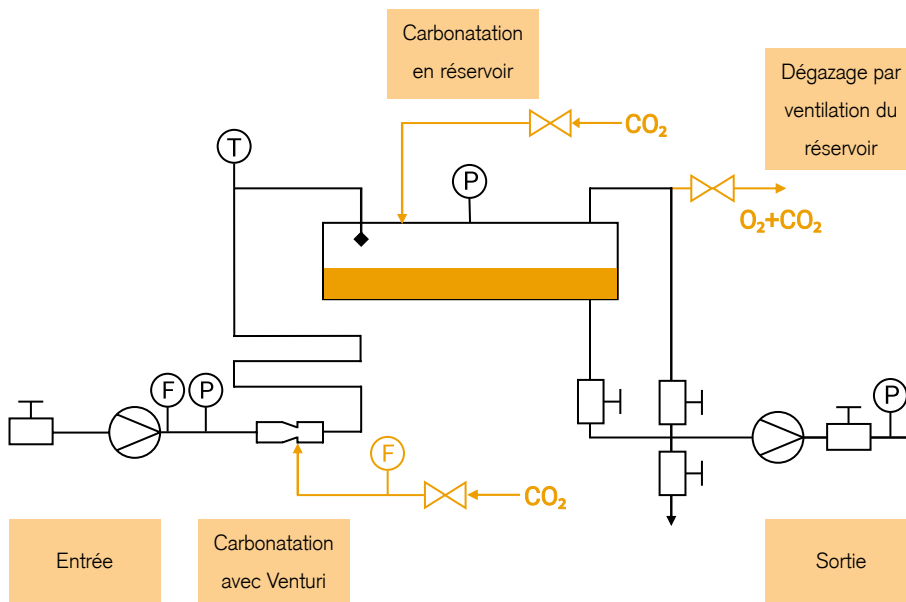 Carbonatation
en réservoir
Dégazage par
ventilation du
réservoir
CO₂
T
P
O₂+CO₂
F
P
P
F
CO₂
Entrée
Carbonatation
avec Venturi
Sortie